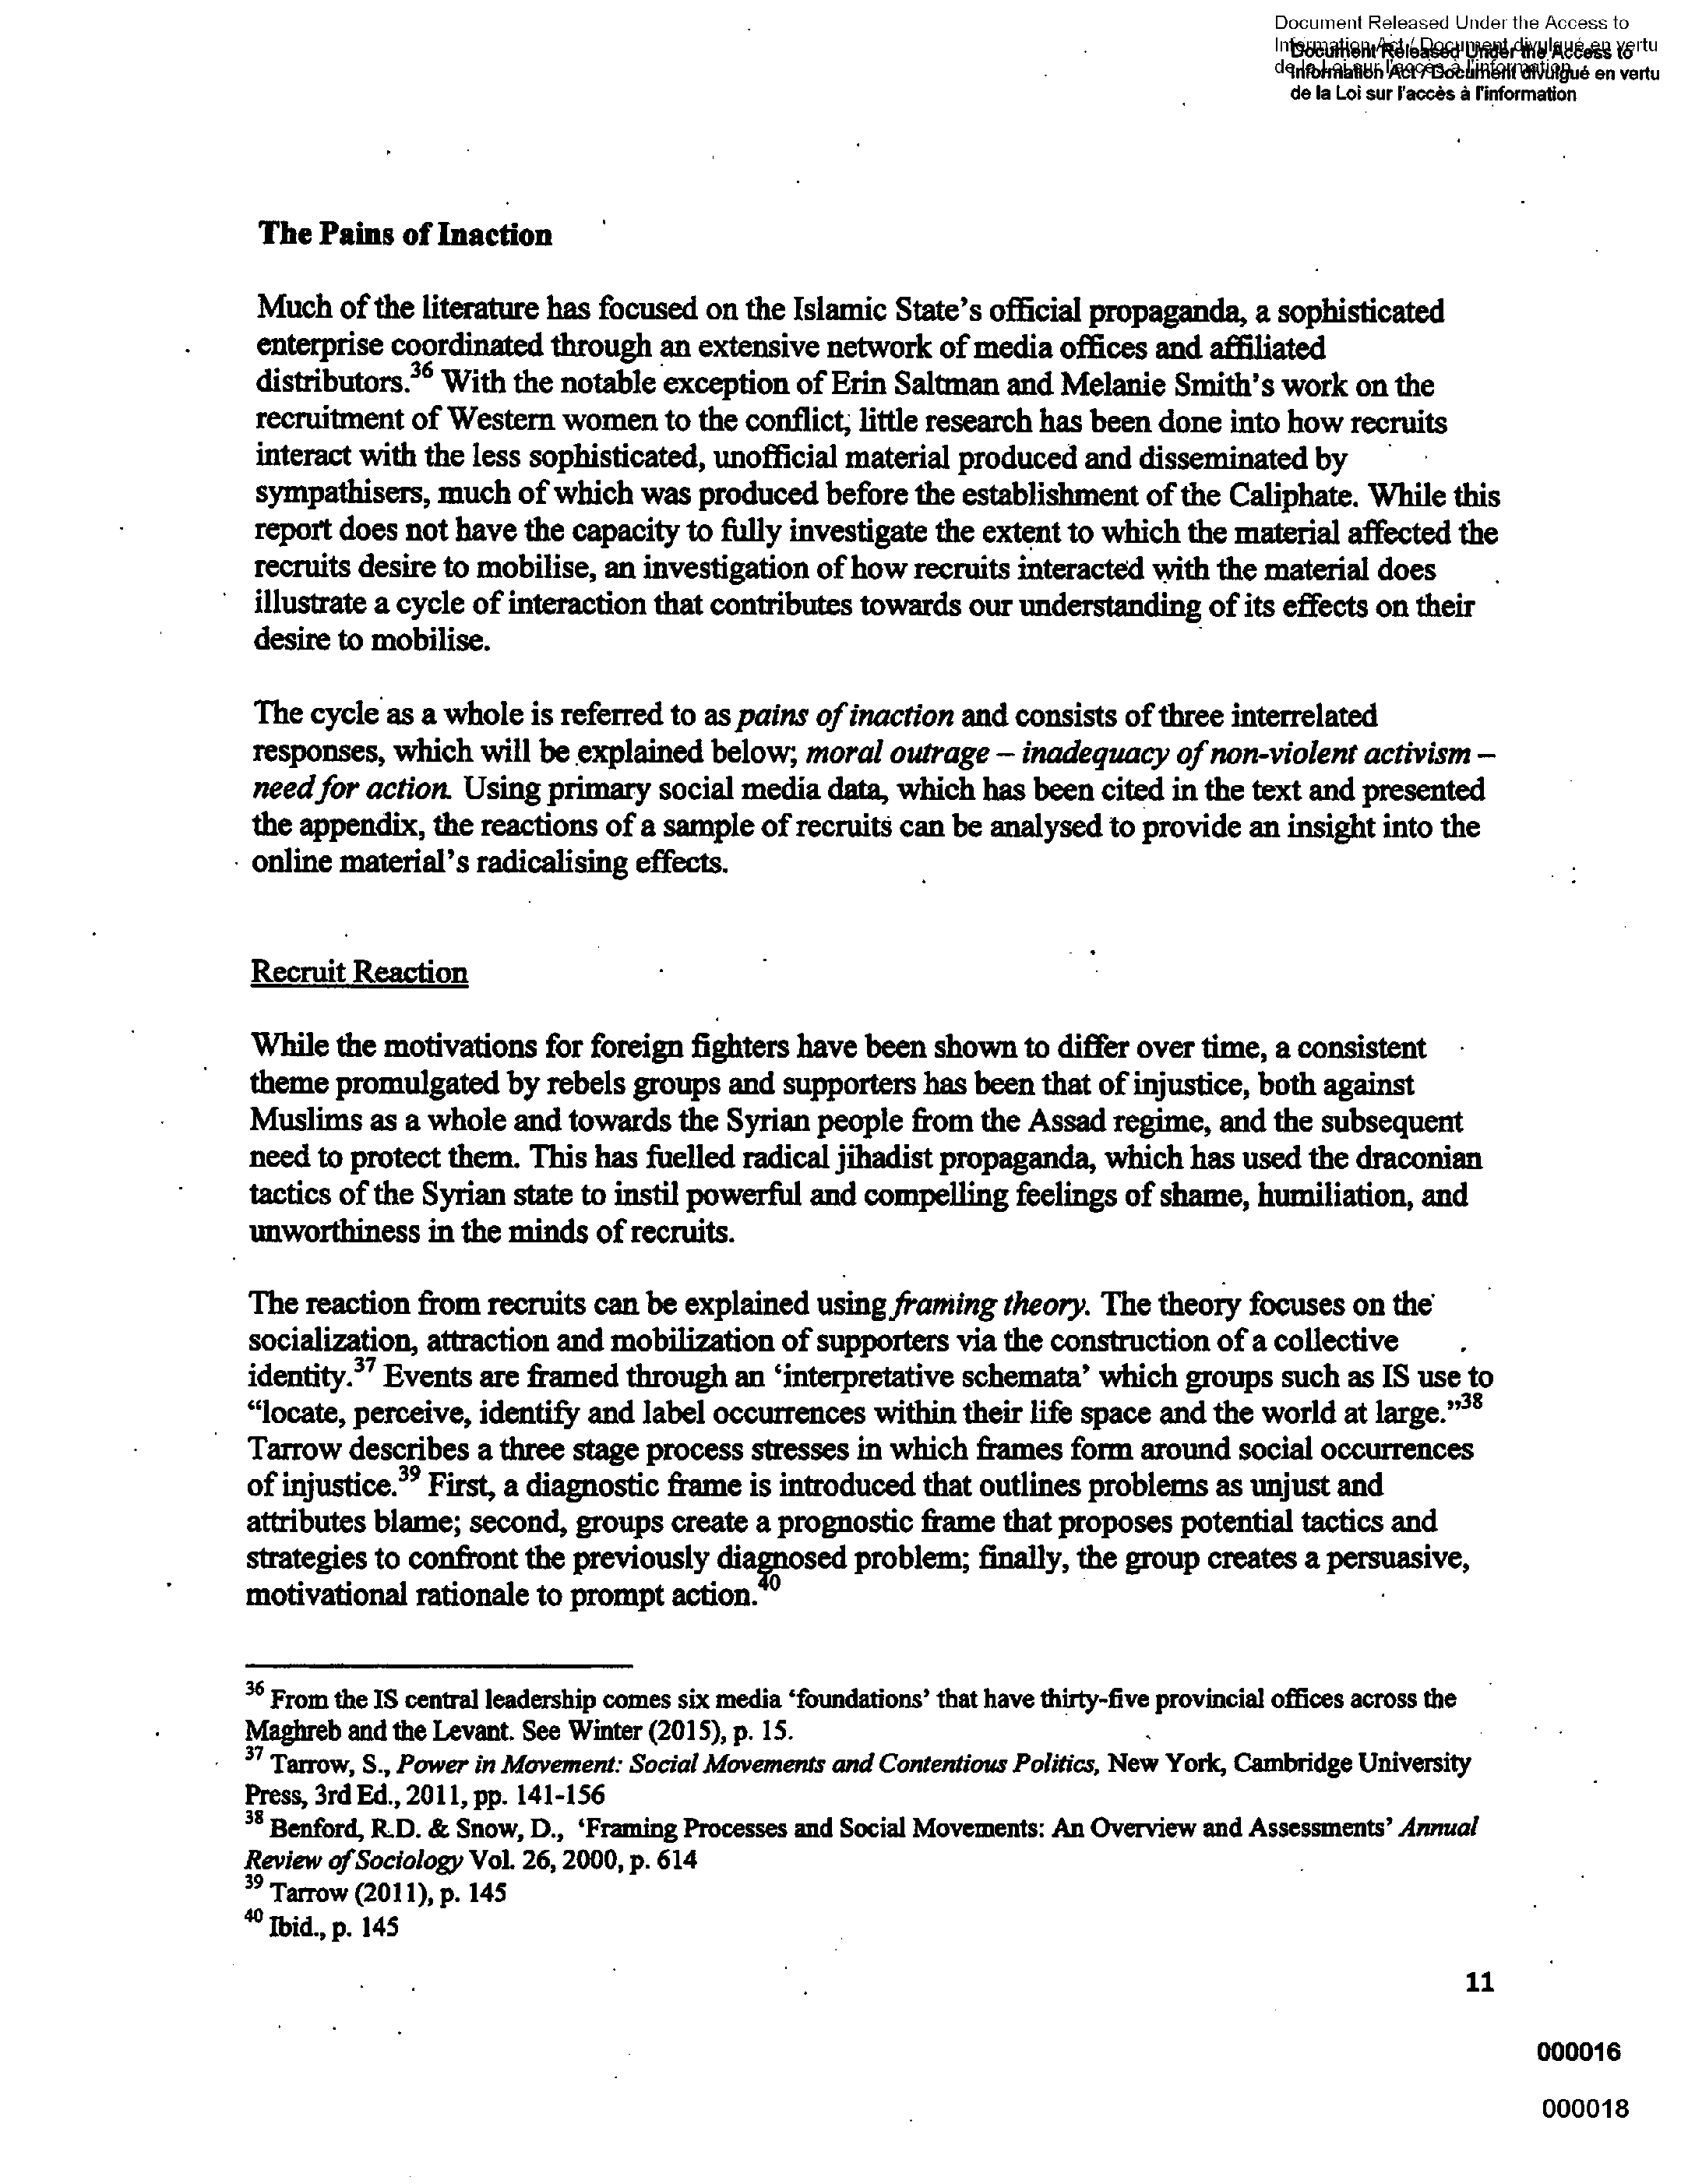 Document Released Under the Access to
Information Act / Document divulgué en vertu
de la Loi sur l'accès à l'information
Document Released Under the Access to
Information Act / Document divulgué en vertu
de la Loi sur l'accès à l'information
The Pains of Inaction
Much of the literature has focused on the Islamic State's official propaganda, a sophisticated
enterprise coordinated through an extensive network of media offices and affiliated
distributors.36 With the notable exception of Erin Saltman and Melanie Smith's work on the
recruitment of Western women to the conflict, little research has been done into how recruits
interact with the less sophisticated, unofficial material produced and disseminated by
sympathisers, much of which was produced before the establishment of the Caliphate. While this
report does not have the capacity to fully investigate the extent to which the material affected the
recruits desire to mobilise, an investigation of how recruits interacted with the material does
illustrate a cycle of interaction that contributes towards our understanding of its effects on their
desire to mobilise.
The cycle as a whole is referred to as pains of inaction and consists of three interrelated
responses, which will be explained below; moral outrage – inadequacy of non-violent activism –
need for action. Using primary social media data, which has been cited in the text and presented
the appendix, the reactions of a sample of recruits can be analysed to provide an insight into the
online material's radicalising effects.
Recruit Reaction
While the motivations for foreign fighters have been shown to differ over time, a consistent
theme promulgated by rebels groups and supporters has been that of injustice, both against
Muslims as a whole and towards the Syrian people from the Assad regime, and the subsequent
need to protect them. This has fuelled radical jihadist propaganda, which has used the draconian
tactics of the Syrian state to instil powerful and compelling feelings of shame, humiliation, and
unworthiness in the minds of recruits.
The reaction from recruits can be explained using framing theory. The theory focuses on the
socialization, attraction and mobilization of supporters via the construction of a collective
identity.37 Events are framed through an ‘interpretative schemata’ which groups such as IS use to
“locate, perceive, identify and label occurrences within their life space and the world at large.”38
Tarrow describes a three stage process stresses in which frames form around social occurrences
of injustice.39 First, a diagnostic frame is introduced that outlines problems as unjust and
attributes blame; second, groups create a prognostic frame that proposes potential tactics and
strategies to confront the previously diagnosed problem; finally, the group creates a persuasive,
motivational rationale to prompt action.40
36 From the IS central leadership comes six media ‘foundations’ that have thirty-five provincial offices across the
Maghreb and the Levant. See Winter (2015), p. 15.
37 Tarrow, S., Power in Movement: Social Movements and Contentious Politics, New York, Cambridge University
Press, 3rd Ed., 2011, pp. 141-156
38 Benford, R.D. & Snow, D., ‘Framing Processes and Social Movements: An Overview and Assessments’ Annual
Review of Sociology Vol. 26, 2000, p. 614
39 Tarrow (2011), p. 145
40 Ibid., p. 145
11
000016
000018